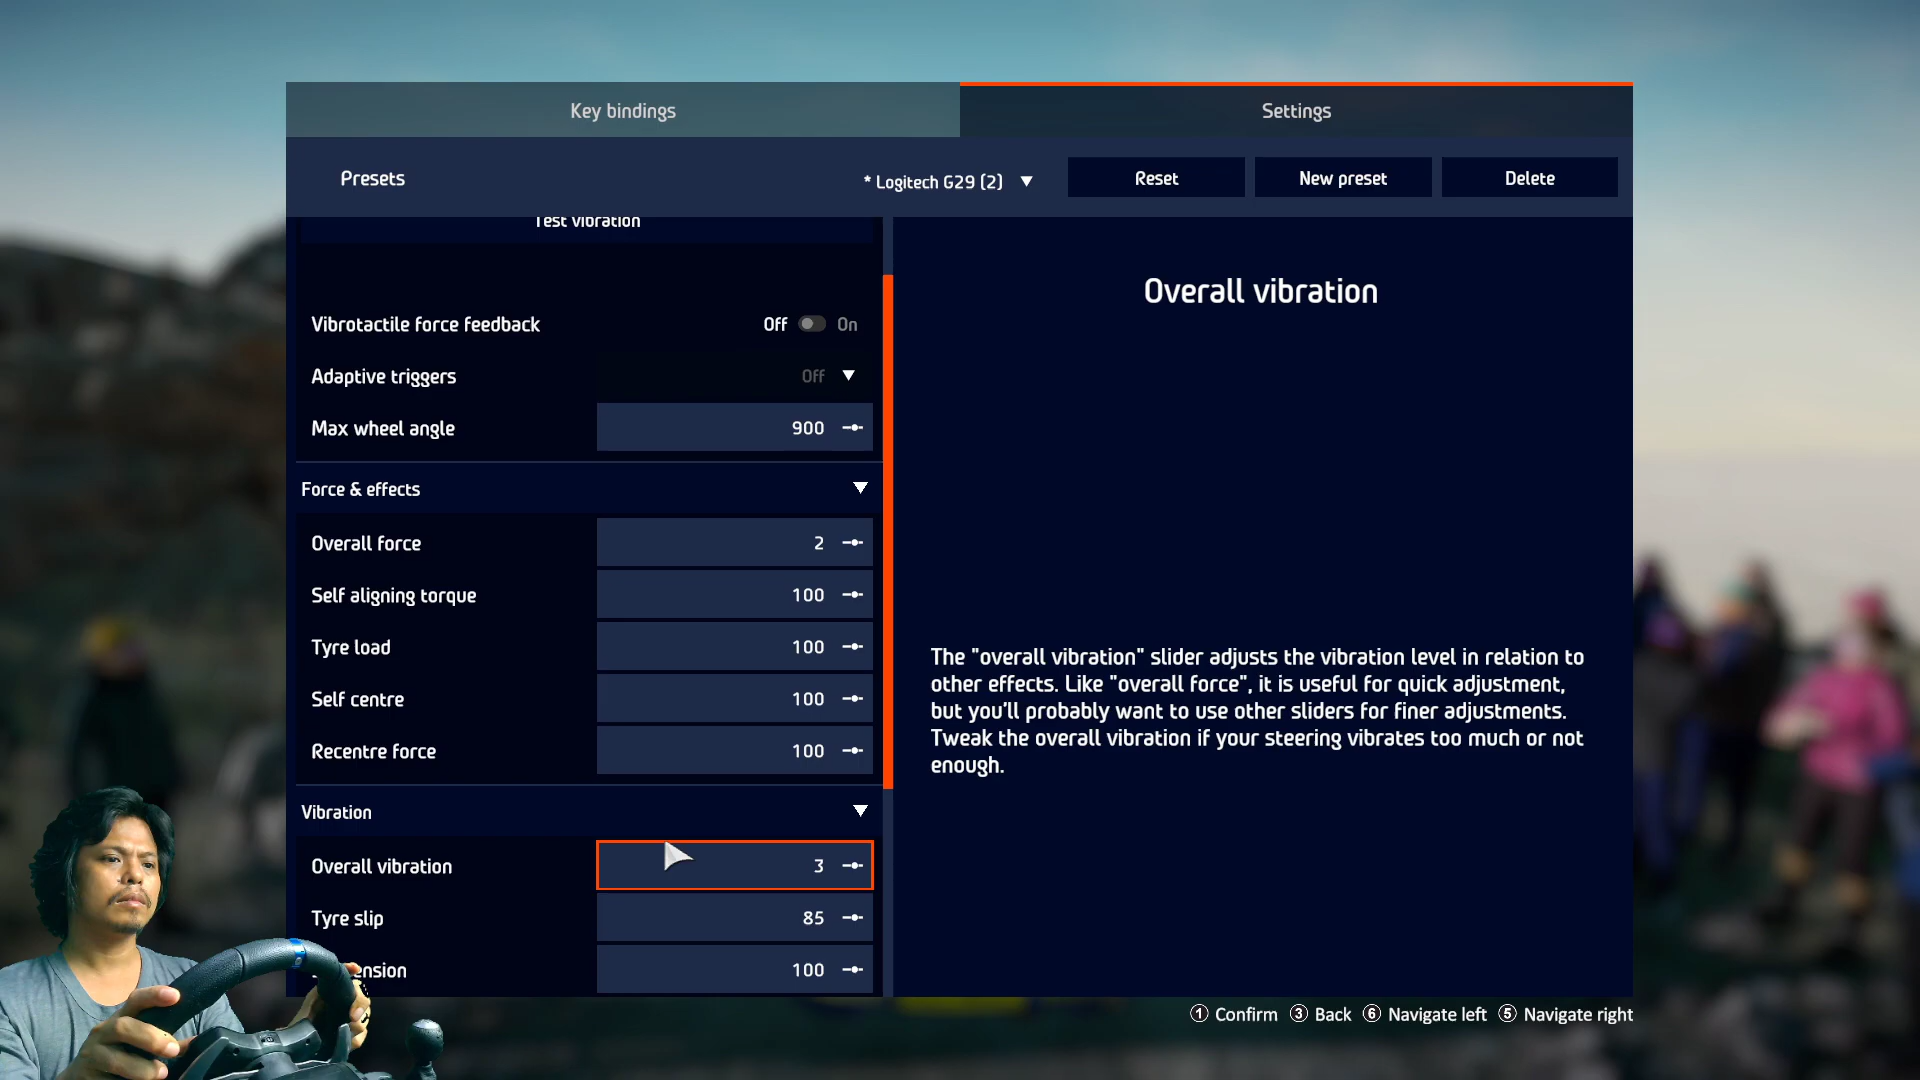 Key bindings
Settings
Presets
* Logitech G29 (2)
Reset
New preset
Delete
Test vibration
Vibrotactile force feedback
Off On
Adaptive triggers
Off
Max wheel angle
900
Force & effects
Overall force
2
Self aligning torque
100
Tyre load
100
Self centre
100
Recentre force
100
Vibration
Overall vibration
3
Tyre slip
85
100
Overall vibration
The "overall vibration" slider adjusts the vibration level in relation to
other effects. Like "overall force", it is useful for quick adjustment,
but you'll probably want to use other sliders for finer adjustments.
Tweak the overall vibration if your steering vibrates too much or not
enough.
1 Confirm 3 Back 6 Navigate left 5 Navigate right